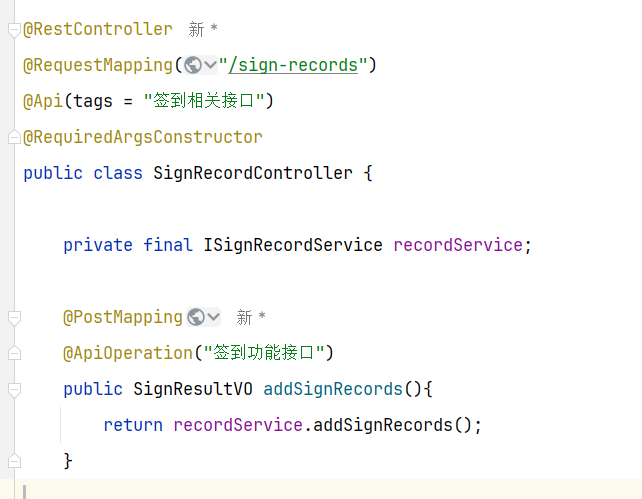 @RestController 新 *
@RequestMapping("/sign-records")
@Api(tags = "签到相关接口")
@RequiredArgsConstructor
public class SignRecordController {
private final ISignRecordService recordService;
@PostMapping 新 *
@ApiOperation("签到功能接口")
public SignResultVO addSignRecords(){
return recordService.addSignRecords();
}